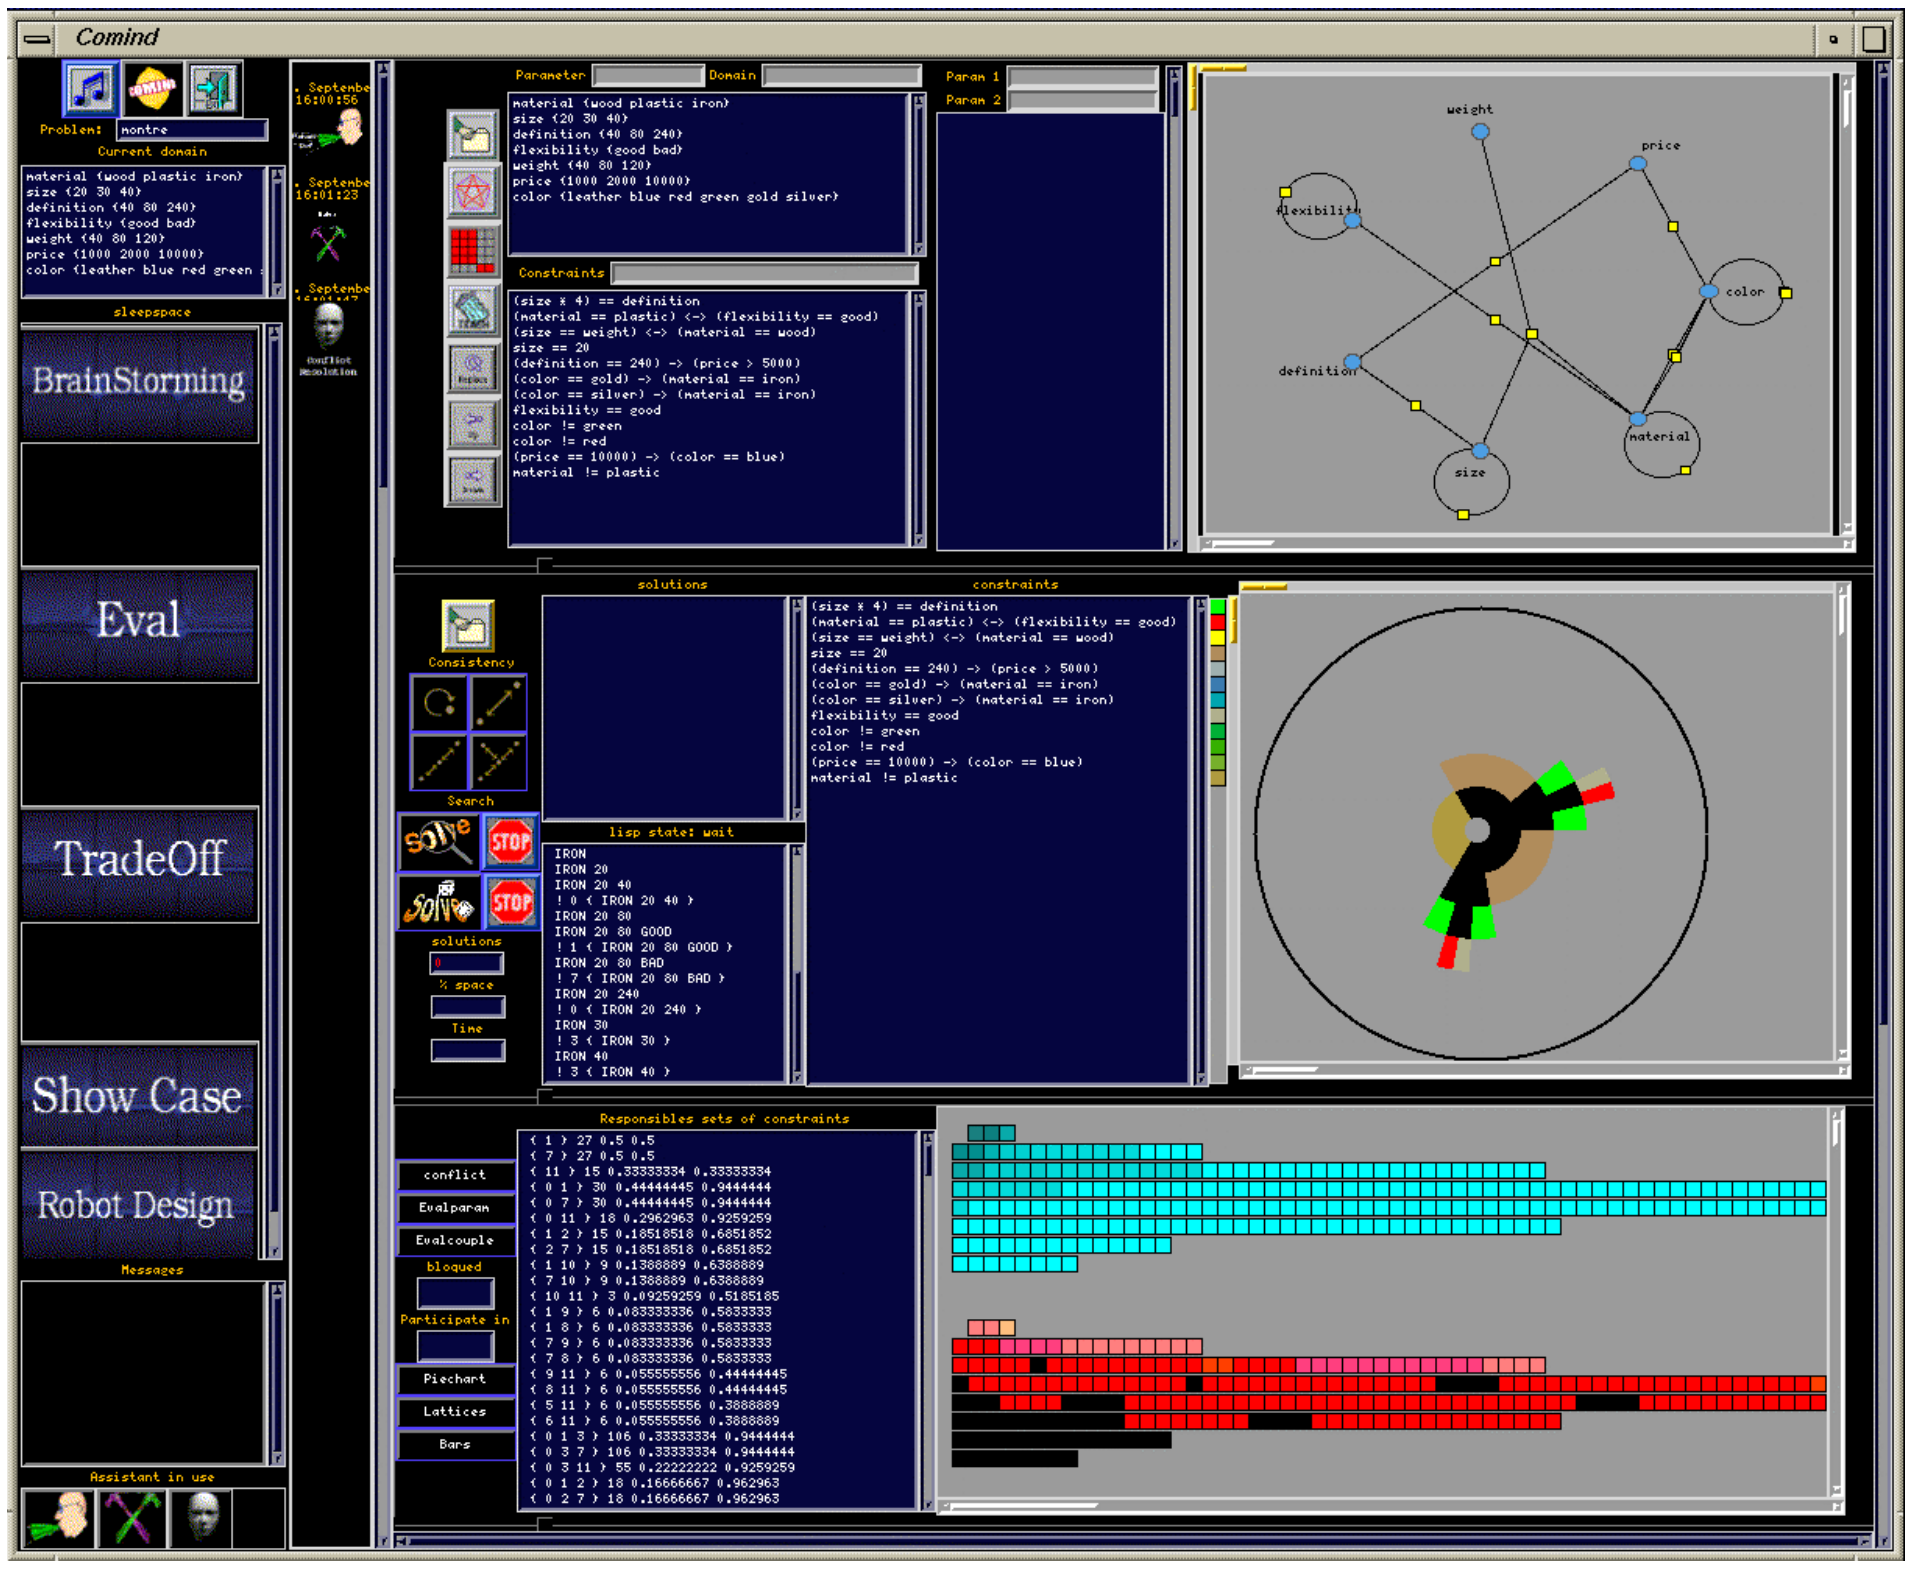 Comind
COMIND
Problem: montre
Current domain
material {wood plastic iron}
size {20 30 40}
definition {40 80 240}
flexibility {good bad}
weight {40 80 120}
price {1000 2000 10000}
color {leather blue red green
sleepspace
BrainStorming
Eval
TradeOff
Show Case
Robot Design
Messages
Assistant in use
. Septembe
16:00:56
. Septembe
16:01:23
. Septembe
16:01:47
Conflict
Resolution
Parameter
Domain
material {wood plastic iron}
size {20 30 40}
definition {40 80 240}
flexibility {good bad}
weight {40 80 120}
price {1000 2000 10000}
color {leather blue red green gold silver}
TEACH
Replace
Up
Down
Constraints
(size * 4) == definition
(material == plastic) <-> (flexibility == good)
(size == weight) <-> (material == wood)
size == 20
(definition == 240) -> (price > 5000)
(color == gold) -> (material == iron)
(color == silver) -> (material == iron)
flexibility == good
color != green
color != red
(price == 10000) -> (color == blue)
material != plastic
Param 1
Param 2
weight
price
flexibility
color
definition
material
size
Consistency
Search
solve
STOP
SOLVE
STOP
solutions
0
% space
Time
solutions
lisp state: wait
IRON
IRON 20
IRON 20 40
! 0 { IRON 20 40 }
IRON 20 80
IRON 20 80 GOOD
! 1 { IRON 20 80 GOOD }
IRON 20 80 BAD
! 7 { IRON 20 80 BAD }
IRON 20 240
! 0 { IRON 20 240 }
IRON 30
! 3 { IRON 30 }
IRON 40
! 3 { IRON 40 }
constraints
(size * 4) == definition
(material == plastic) <-> (flexibility == good)
(size == weight) <-> (material == wood)
size == 20
(definition == 240) -> (price > 5000)
(color == gold) -> (material == iron)
(color == silver) -> (material == iron)
flexibility == good
color != green
color != red
(price == 10000) -> (color == blue)
material != plastic
conflict
Evalparam
Evalcouple
bloqued
Participate in
Piechart
Lattices
Bars
Responsibles sets of constraints
{ 1 } 27 0.5 0.5
{ 7 } 27 0.5 0.5
{ 11 } 15 0.33333334 0.33333334
{ 0 1 } 30 0.44444445 0.9444444
{ 0 7 } 30 0.44444445 0.9444444
{ 0 11 } 18 0.2962963 0.9259259
{ 1 2 } 15 0.18518518 0.6851852
{ 2 7 } 15 0.18518518 0.6851852
{ 1 10 } 9 0.1388889 0.6388889
{ 7 10 } 9 0.1388889 0.6388889
{ 10 11 } 3 0.09259259 0.5185185
{ 1 9 } 6 0.083333336 0.5833333
{ 1 8 } 6 0.083333336 0.5833333
{ 7 9 } 6 0.083333336 0.5833333
{ 7 8 } 6 0.083333336 0.5833333
{ 9 11 } 6 0.055555556 0.44444445
{ 8 11 } 6 0.055555556 0.44444445
{ 5 11 } 6 0.055555556 0.3888889
{ 6 11 } 6 0.055555556 0.3888889
{ 0 1 3 } 106 0.33333334 0.9444444
{ 0 3 7 } 106 0.33333334 0.9444444
{ 0 3 11 } 55 0.22222222 0.9259259
{ 0 1 2 } 18 0.16666667 0.962963
{ 0 2 7 } 18 0.16666667 0.962963